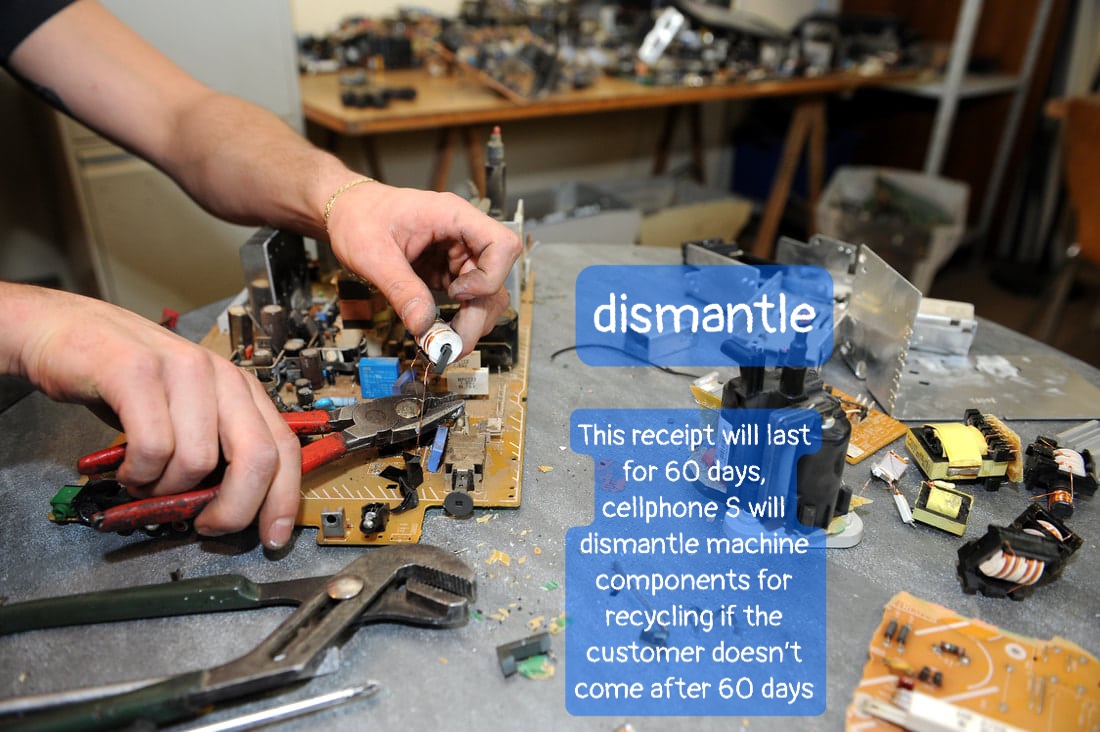 dismantle
This receipt will last
for 60 days,
cellphone S will
dismantle machine
components for
recycling if the
customer doesn't
come after 60 days